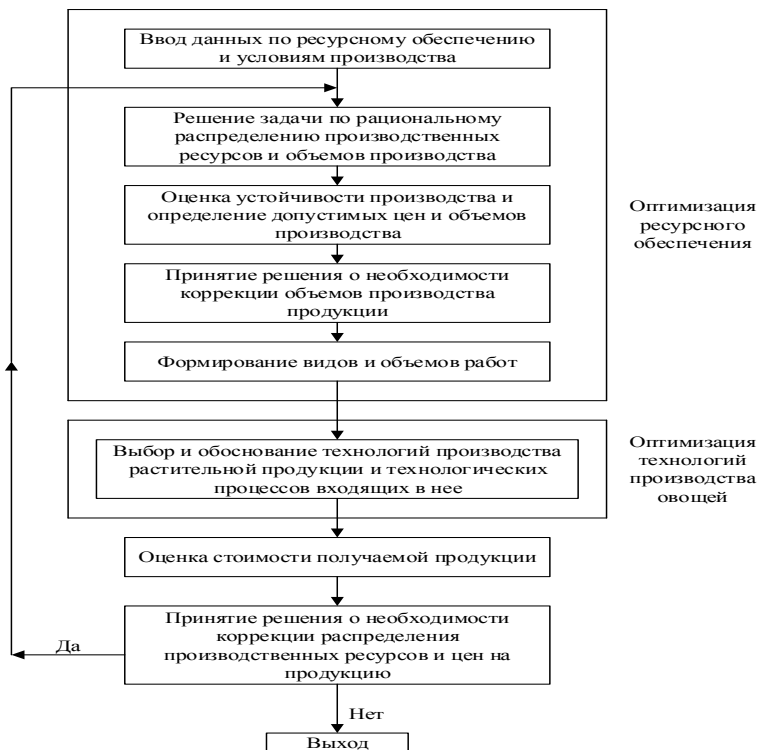 Ввод данных по ресурсному обеспечению
и условиям производства
Решение задачи по рациональному
распределению производственных
ресурсов и объемов производства
Оценка устойчивости производства и
определение допустимых цен и объемов
производства
Принятие решения о необходимости
коррекции объемов производства
продукции
Формирование видов и объемов работ
Оптимизация
ресурсного
обеспечения
Выбор и обоснование технологий производства
растительной продукции и технологических
процессов входящих в нее
Оптимизация
технологий
производства
овощей
Оценка стоимости получаемой продукции
Принятие решения о необходимости
коррекции распределения
производственных ресурсов и цен на
продукцию
Да
Нет
Выход